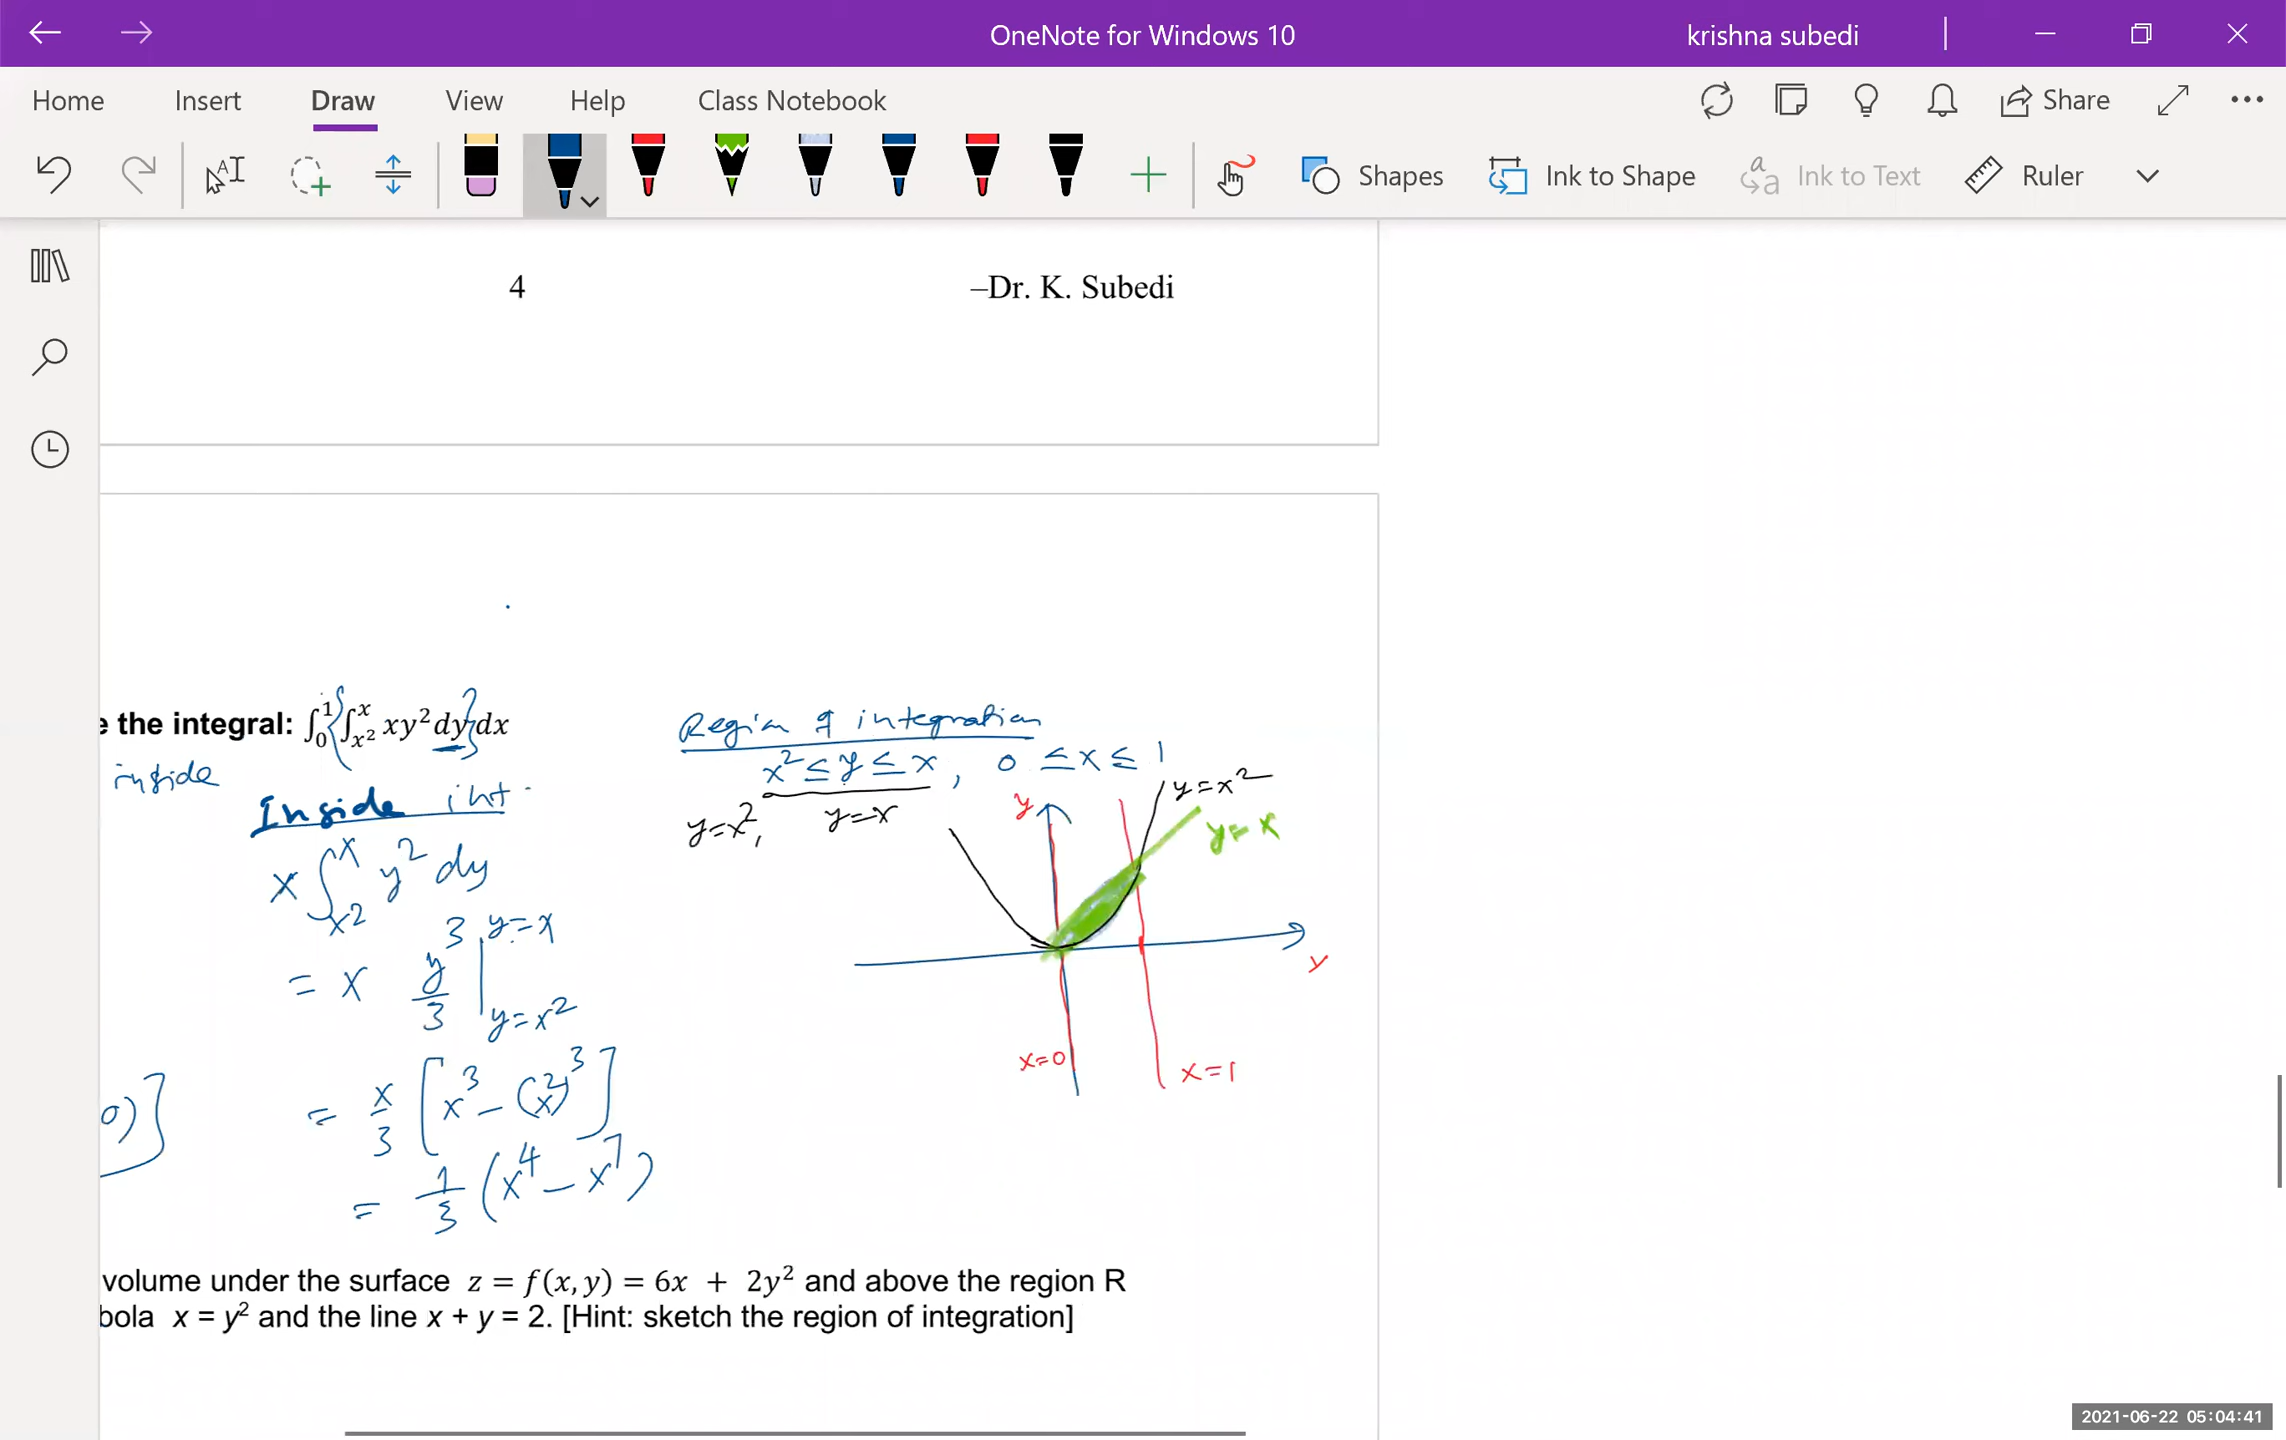 OneNote for Windows 10
krishna subedi
Home Insert Draw View Help Class Notebook
Share
Shapes Ink to Shape Ink to Text Ruler
4
–Dr. K. Subedi
e the integral: ∫₀¹{∫ₓ²ˣ xy² dy}dx
inside
Inside int
x ∫ₓ²ˣ y² dy
= x y³/3 | y=x y=x²
= x/3 [x³ – (x²)³]
= 1/3 (x⁴ – x⁷)
0)]
Region of integration
x² ≤ y ≤ x, 0 ≤ x ≤ 1
y=x², y=x
y
y=x²
y=x
x=0
x=1
volume under the surface z = f(x, y) = 6x + 2y² and above the region R
bola x = y² and the line x + y = 2. [Hint: sketch the region of integration]
2021-06-22 05:04:41